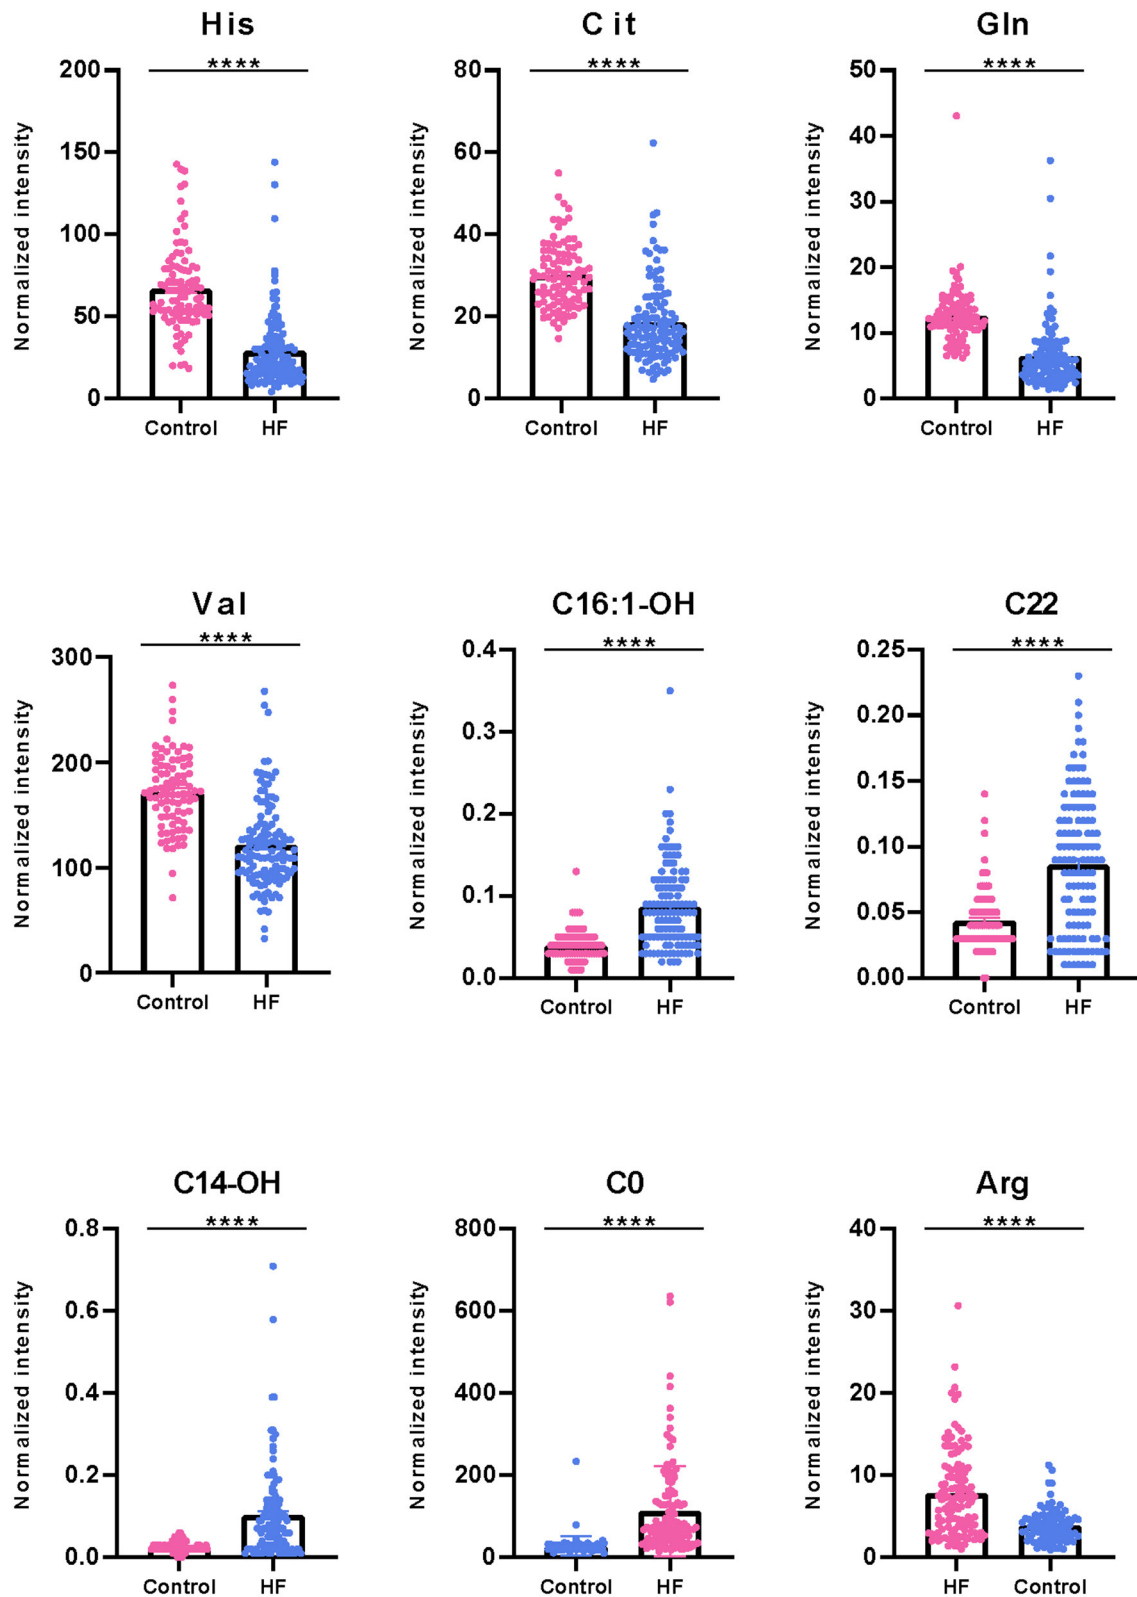 His
Cit
Gln
****
****
****
Normalized intensity
200
150
100
50
0
Control
HF
Normalized intensity
80
60
40
20
0
Control
HF
Normalized intensity
50
40
30
20
10
0
Control
HF
Val
C16:1-OH
C22
****
****
****
Normalized intensity
300
200
100
0
Control
HF
Normalized intensity
0.4
0.3
0.2
0.1
0.0
Control
HF
Normalized intensity
0.25
0.20
0.15
0.10
0.05
0.00
Control
HF
C14-OH
C0
Arg
****
****
****
Normalized intensity
0.8
0.6
0.4
0.2
0.0
Control
HF
Normalized intensity
800
600
400
200
0
Control
HF
Normalized intensity
40
30
20
10
0
HF
Control